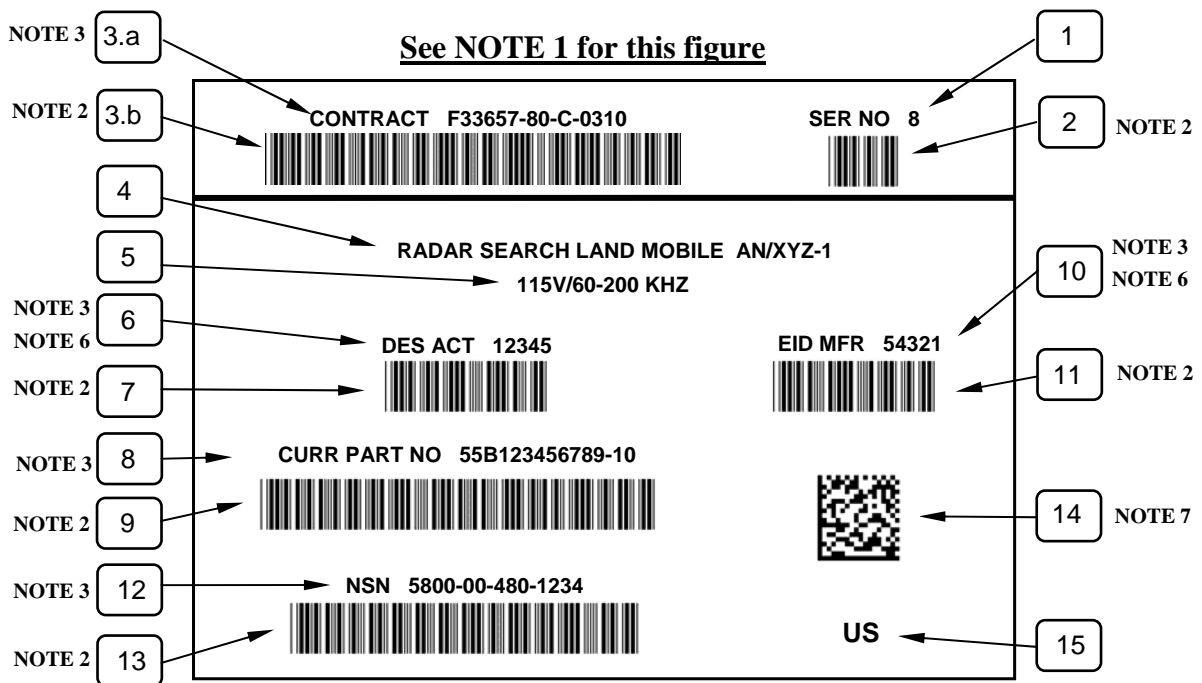 See NOTE 1 for this figure
NOTE 3 3.a
1
NOTE 2 3.b
CONTRACT F33657-80-C-0310
SER NO 8
2 NOTE 2
4
RADAR SEARCH LAND MOBILE AN/XYZ-1
5
115V/60-200 KHZ
NOTE 3
NOTE 6
6
DES ACT 12345
10
NOTE 3
NOTE 6
EID MFR 54321
NOTE 2 7
11 NOTE 2
NOTE 3 8
CURR PART NO 55B123456789-10
NOTE 2 9
14 NOTE 7
NOTE 3 12
NSN 5800-00-480-1234
NOTE 2 13
US
15